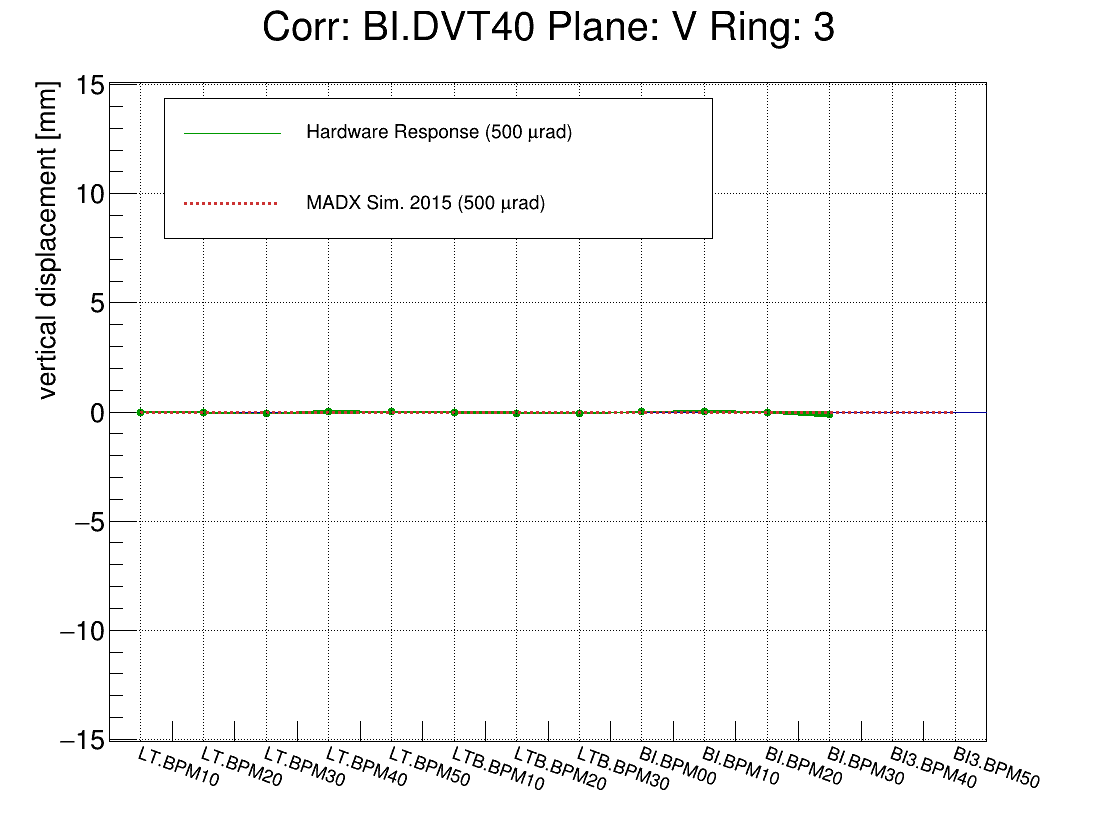 Corr: BI.DVT40 Plane: V Ring: 3
vertical displacement [mm]
15
10
5
0
−5
−10
−15
Hardware Response (500 μrad)
MADX Sim. 2015 (500 μrad)
LT.BPM10
LT.BPM20
LT.BPM30
LT.BPM40
LT.BPM50
LTB.BPM10
LTB.BPM20
LTB.BPM30
BI.BPM00
BI.BPM10
BI.BPM20
BI.BPM30
BI3.BPM40
BI3.BPM50